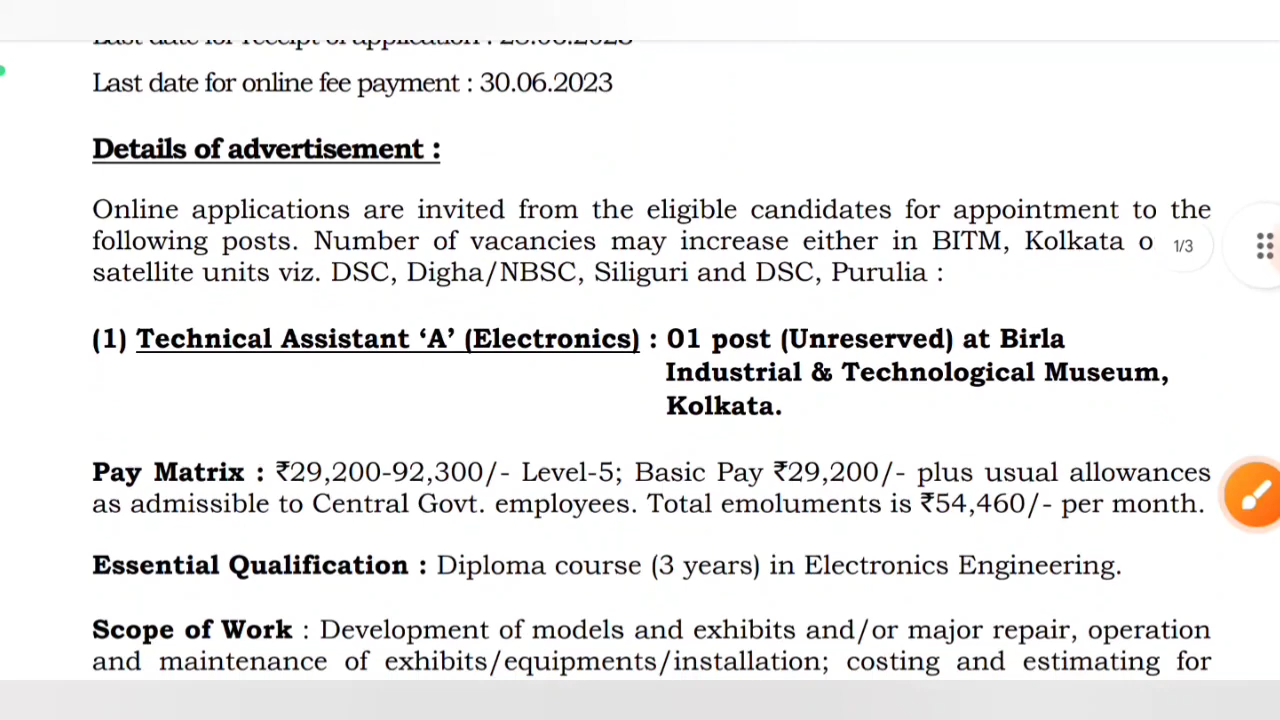 Last date for receipt of application :
Last date for online fee payment : 30.06.2023
Details of advertisement :
Online applications are invited from the eligible candidates for appointment to the
following posts. Number of vacancies may increase either in BITM, Kolkata o
1/3
satellite units viz. DSC, Digha/NBSC, Siliguri and DSC, Purulia :
(1) Technical Assistant ‘A’ (Electronics) : 01 post (Unreserved) at Birla
Industrial & Technological Museum,
Kolkata.
Pay Matrix : ₹29,200-92,300/- Level-5; Basic Pay ₹29,200/- plus usual allowances
as admissible to Central Govt. employees. Total emoluments is ₹54,460/- per month.
Essential Qualification : Diploma course (3 years) in Electronics Engineering.
Scope of Work : Development of models and exhibits and/or major repair, operation
and maintenance of exhibits/equipments/installation; costing and estimating for